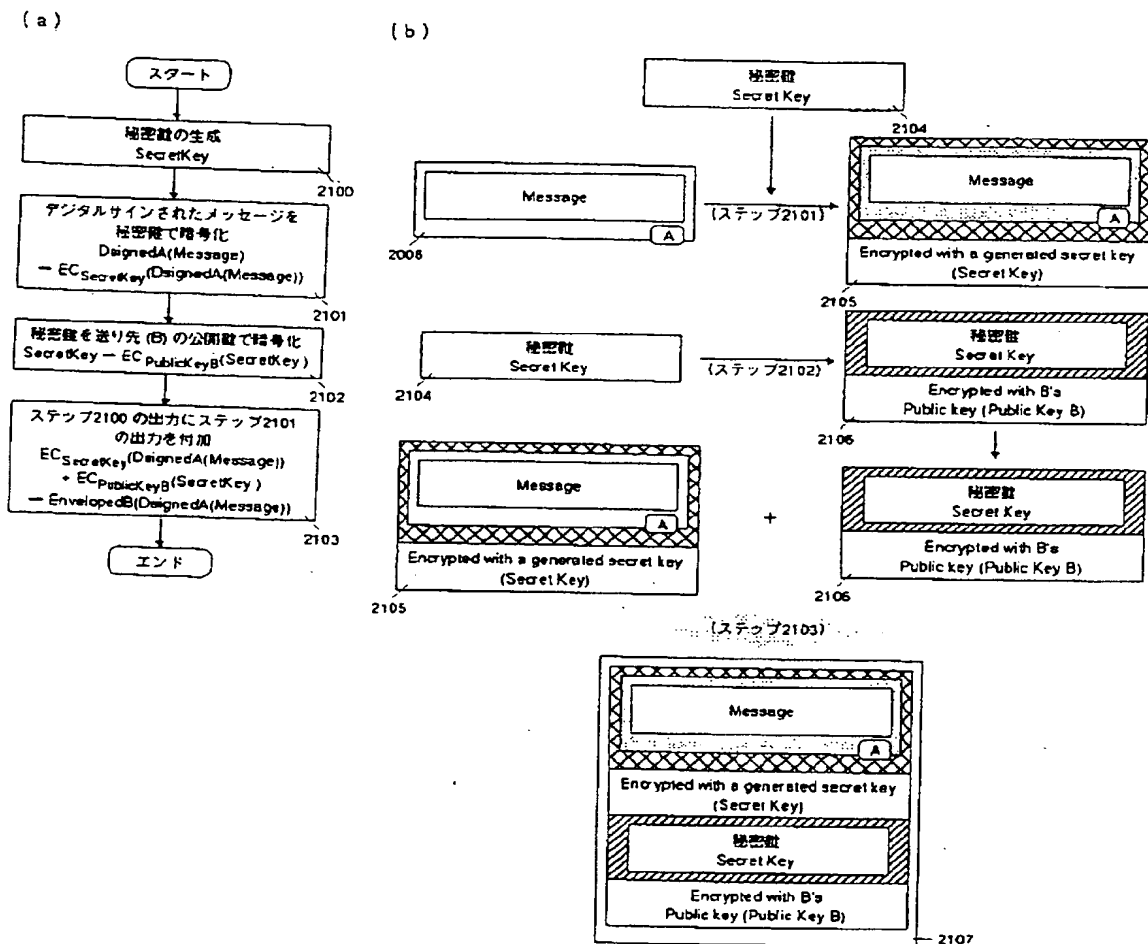 (a)
スタート
秘密鍵の生成
SecretKey
2100
デジタルサインされたメッセージを
秘密鍵で暗号化
DsignedA(Message)
— EC SecretKey(DsignedA(Message))
2101
秘密鍵を送り先 (B) の公開鍵で暗号化
SecretKey — EC PublicKeyB(SecretKey)
2102
ステップ2100 の出力にステップ2101
の出力を付加
EC SecretKey(DsignedA(Message))
+ EC PublicKeyB(SecretKey)
— EnvelopedB(DsignedA(Message))
2103
エンド
(b)
秘密鍵
Secret Key
2104
Message
A
2008
(ステップ2101)
Message
A
Encrypted with a generated secret key
(Secret Key)
2105
秘密鍵
Secret Key
2104
(ステップ2102)
秘密鍵
Secret Key
Encrypted with B's
Public key (Public Key B)
2106
Message
A
Encrypted with a generated secret key
(Secret Key)
2105
+
秘密鍵
Secret Key
Encrypted with B's
Public key (Public Key B)
2106
(ステップ2103)
Message
A
Encrypted with a generated secret key
(Secret Key)
秘密鍵
Secret Key
Encrypted with B's
Public key (Public Key B)
2107